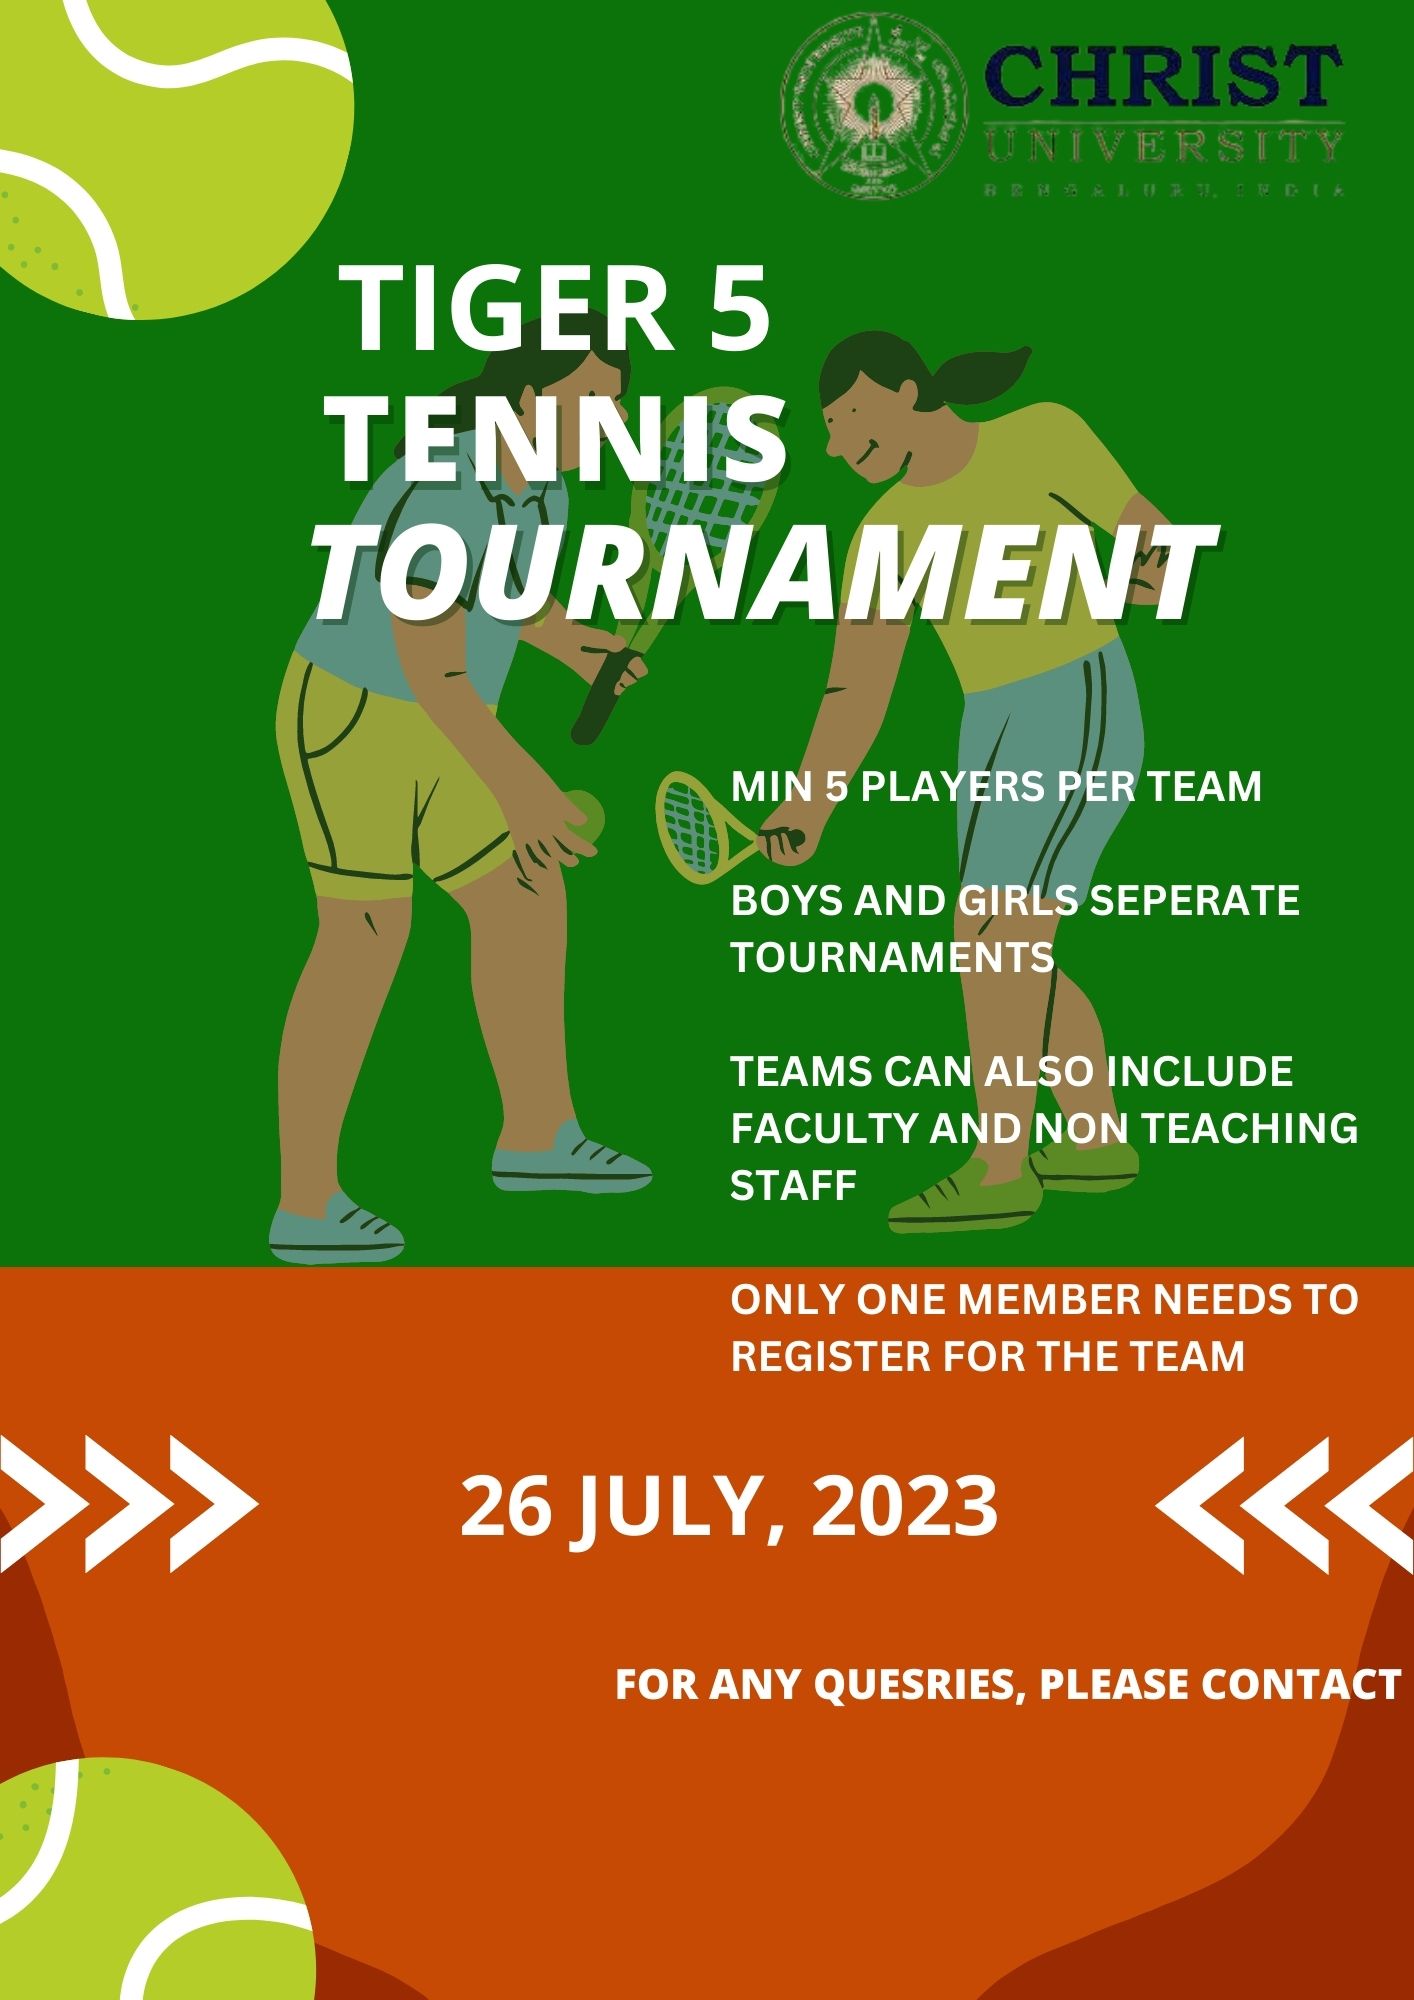 CHRIST
UNIVERSITY
BENGALURU, INDIA
TIGER 5
TENNIS
TOURNAMENT
MIN 5 PLAYERS PER TEAM
BOYS AND GIRLS SEPERATE
TOURNAMENTS
TEAMS CAN ALSO INCLUDE
FACULTY AND NON TEACHING
STAFF
ONLY ONE MEMBER NEEDS TO
REGISTER FOR THE TEAM
26 JULY, 2023
FOR ANY QUESRIES, PLEASE CONTACT